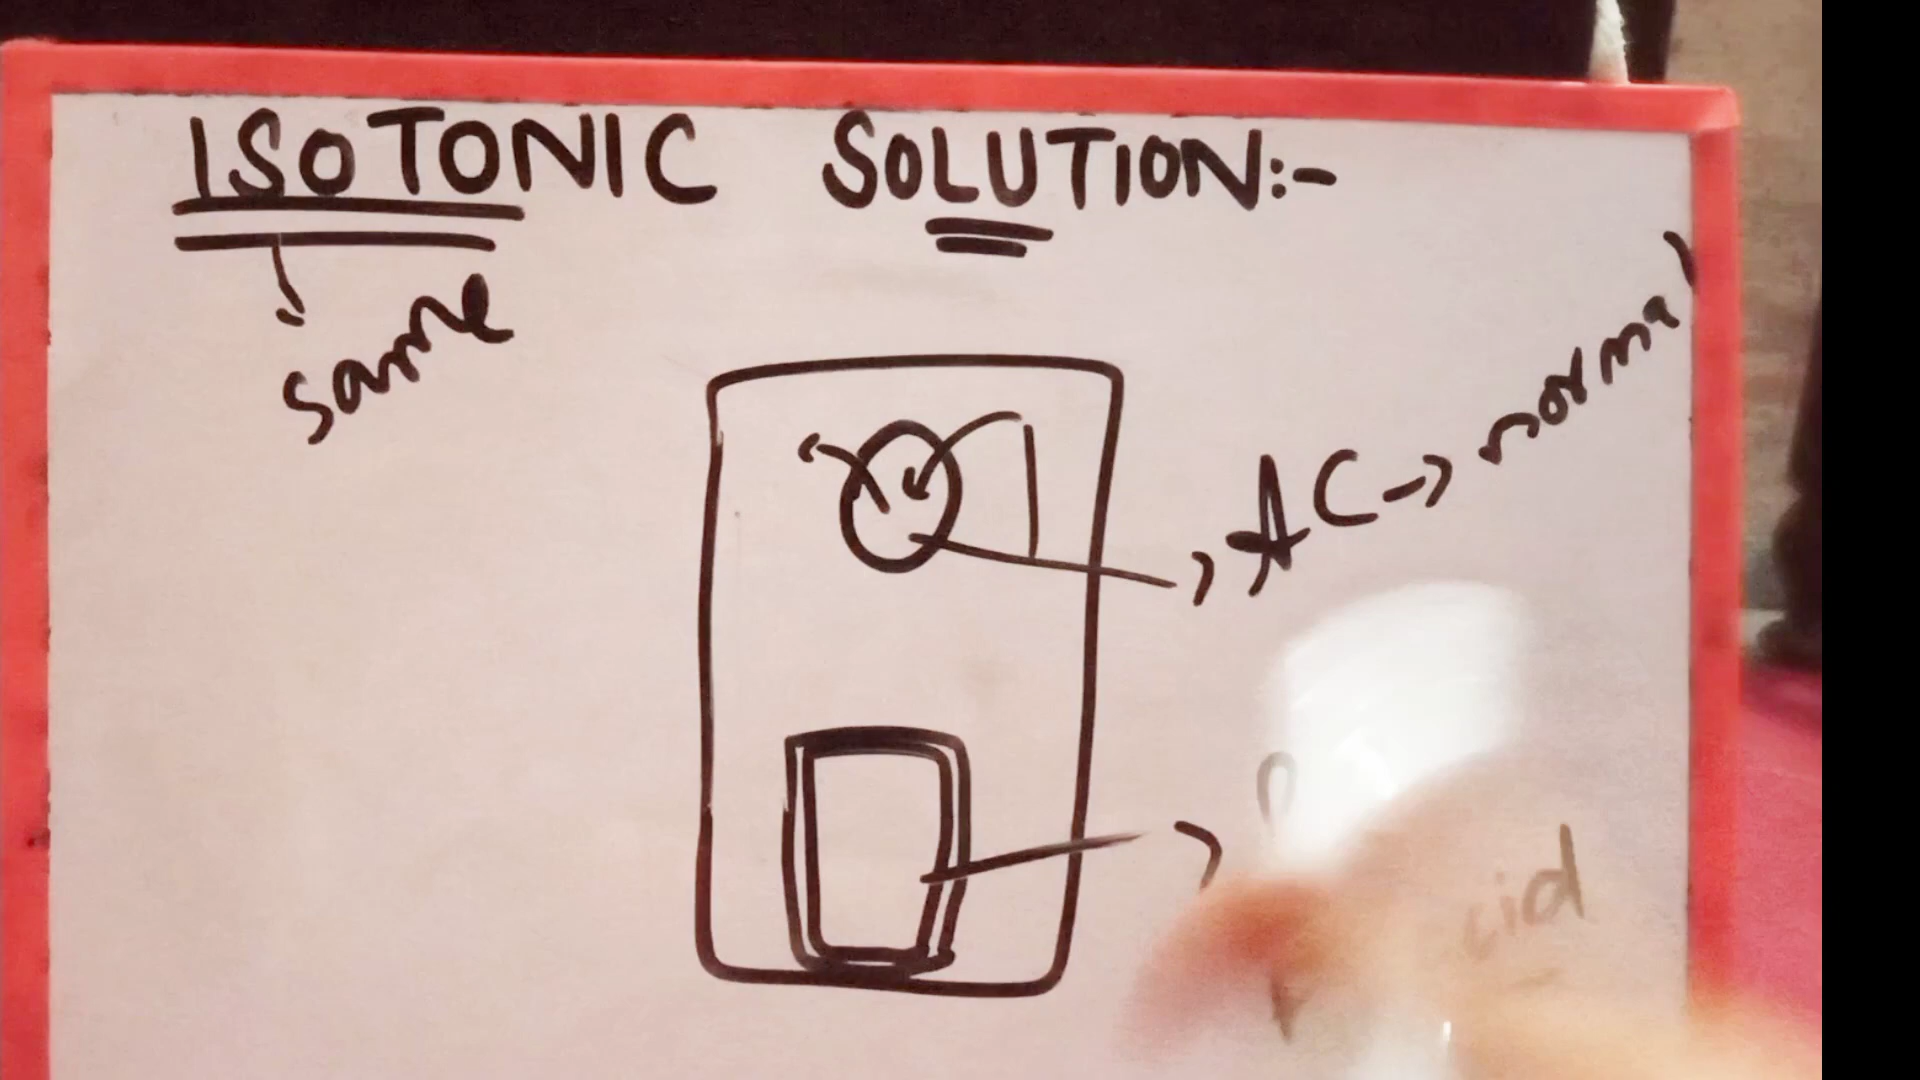 ISOTONIC SOLUTION:-
same
AC → normal